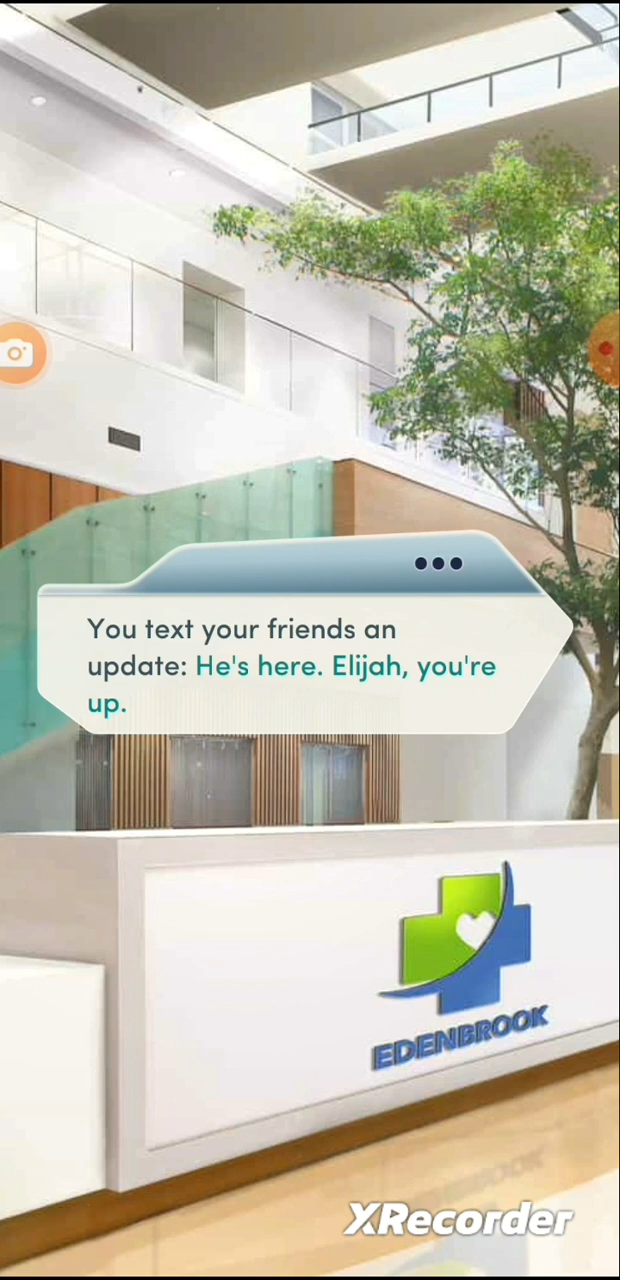 You text your friends an
update: He's here. Elijah, you're
up.
EDENBROOK
XRecorder